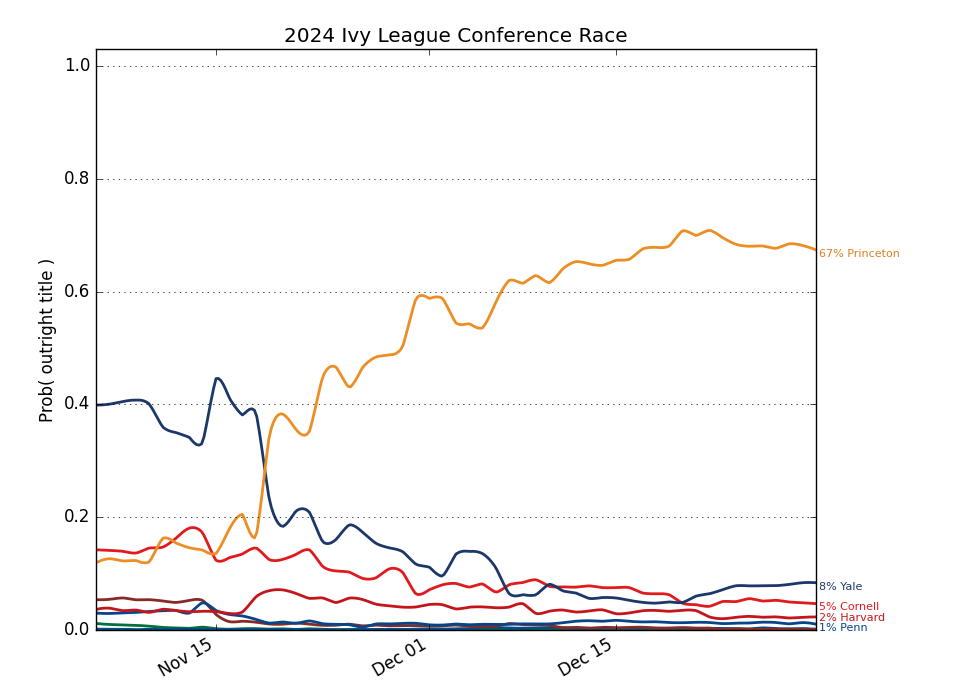 2024 Ivy League Conference Race
Prob( outright title )
1.0
0.8
0.6
0.4
0.2
0.0
Nov 15
Dec 01
Dec 15
67% Princeton
8% Yale
5% Cornell
2% Harvard
1% Penn